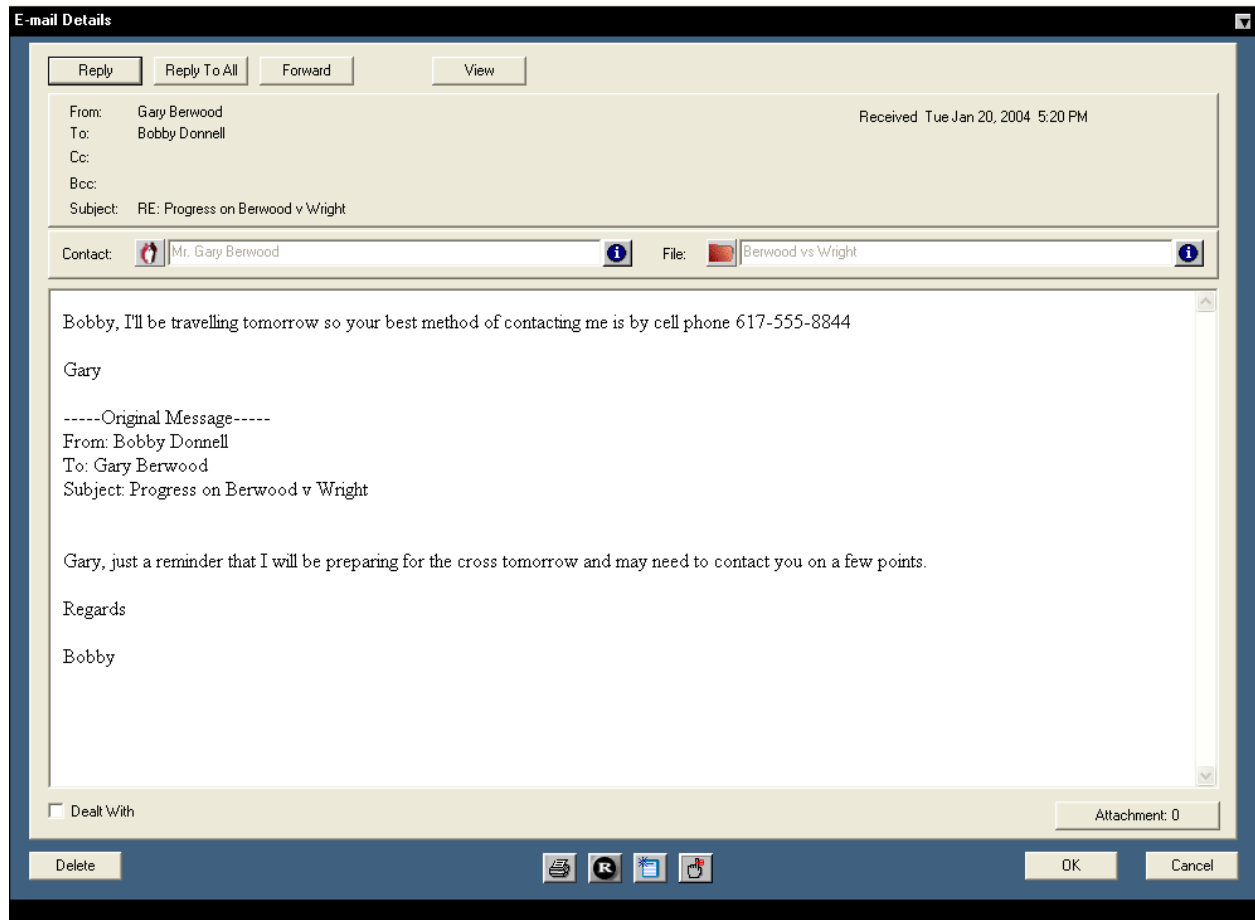 E-mail Details
Reply Reply To All Forward View
From: Gary Berwood Received Tue Jan 20, 2004 5:20 PM
To: Bobby Donnell
Cc:
Bcc:
Subject: RE: Progress on Berwood v Wright
Contact: Mr. Gary Berwood File: Berwood vs Wright
Bobby, I'll be travelling tomorrow so your best method of contacting me is by cell phone 617-555-8844
Gary
-----Original Message-----
From: Bobby Donnell
To: Gary Berwood
Subject: Progress on Berwood v Wright
Gary, just a reminder that I will be preparing for the cross tomorrow and may need to contact you on a few points.
Regards
Bobby
Dealt With Attachment: 0
Delete R OK Cancel